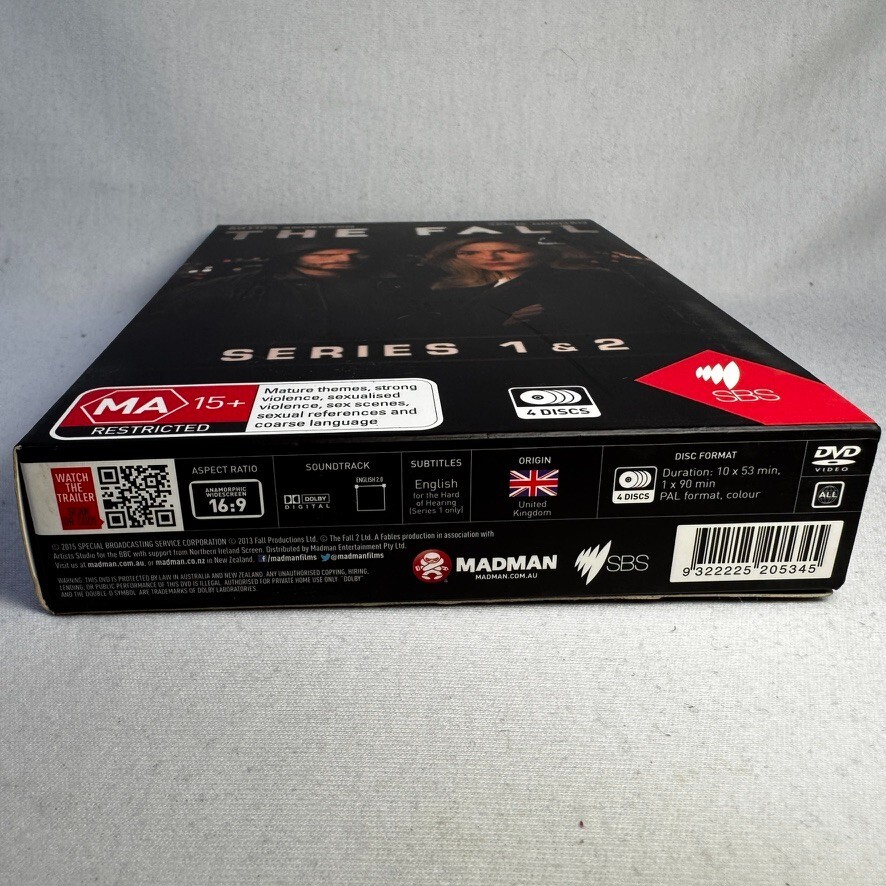 THE FALL
SERIES 1 & 2
MA 15+
RESTRICTED
Mature themes, strong
violence, sexualised
violence, sex scenes,
sexual references and
coarse language
4 DISCS
SBS
WATCH
THE
TRAILER
ASPECT RATIO
ANAMORPHIC
WIDESCREEN
16:9
SOUNDTRACK
DOLBY
DIGITAL
ENGLISH 2.0
SUBTITLES
English
for the Hard
of Hearing
(Series 1 only)
ORIGIN
United
Kingdom
DISC FORMAT
4 DISCS
Duration: 10 x 53 min,
1 x 90 min
PAL format, colour
DVD
VIDEO
ALL
© 2015 SPECIAL BROADCASTING SERVICE CORPORATION © 2013 Fall Productions Ltd. © The Fall 2 Ltd. A Fables production in association with
Artists Studio for the BBC with support from Northern Ireland Screen. Distributed by Madman Entertainment Pty Ltd.
Visit us at madman.com.au, or madman.co.nz in New Zealand. f/madmanfilms @madmanfilms
WARNING: THIS DVD IS PROTECTED BY LAW IN AUSTRALIA AND NEW ZEALAND. ANY UNAUTHORISED COPYING, HIRING,
LENDING, OR PUBLIC PERFORMANCE OF THIS DVD IS ILLEGAL. AUTHORISED FOR PRIVATE HOME USE ONLY. "DOLBY"
AND THE DOUBLE D SYMBOL ARE TRADEMARKS OF DOLBY LABORATORIES.
MADMAN
MADMAN.COM.AU
SBS
9 322225 205345